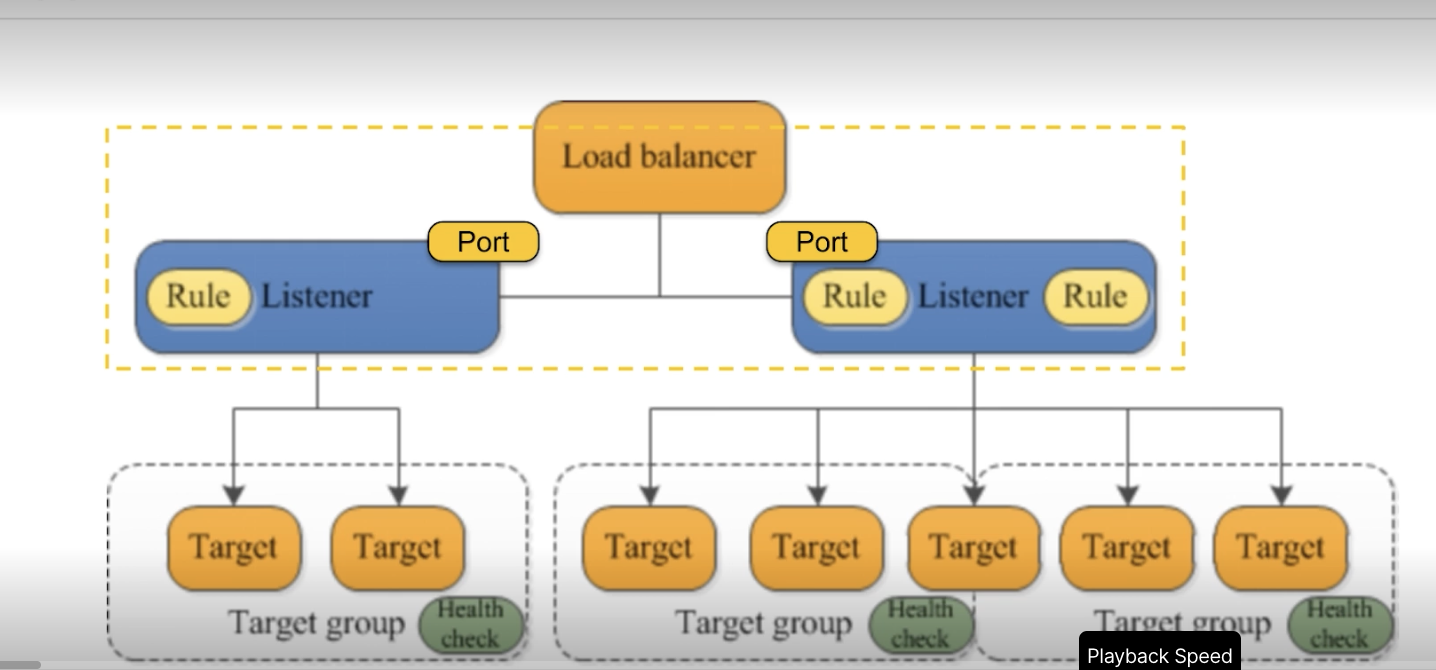 Load balancer
Port
Port
Rule
Listener
Rule
Listener
Rule
Target
Target
Target
Target
Target
Target
Target
Target group
Health
check
Target group
Health
check
Target group
Health
check
Playback Speed